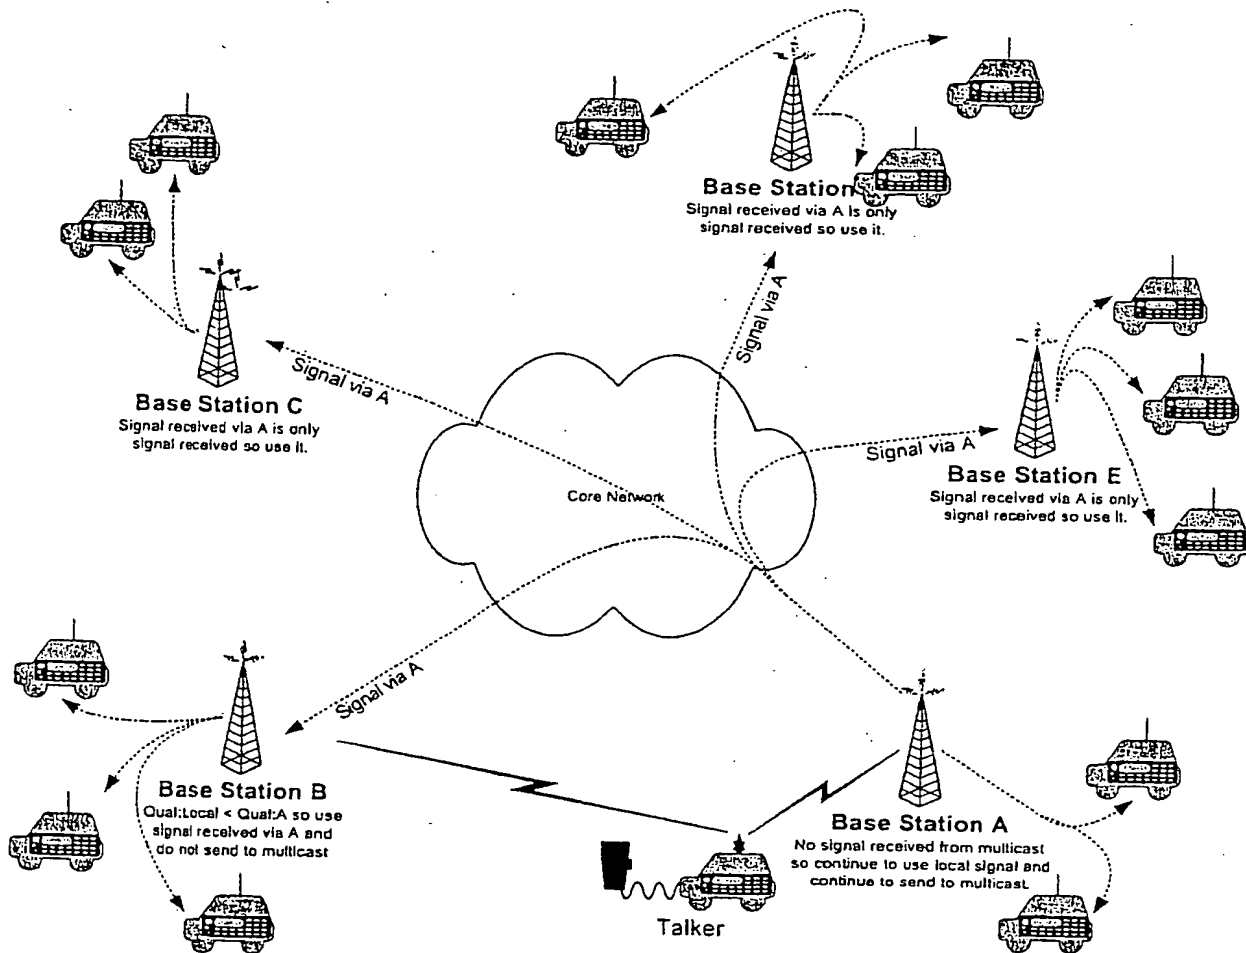 Base Station
Signal received via A is only
signal received so use it.
Signal via A
Signal via A
Base Station C
Signal received via A is only
signal received so use it.
Signal via A
Base Station E
Signal received via A is only
signal received so use it.
Core Network
Signal via A
Base Station B
Qual:Local < Qual:A so use
signal received via A and
do not send to multicast
Base Station A
No signal received from multicast
so continue to use local signal and
continue to send to multicast.
Talker